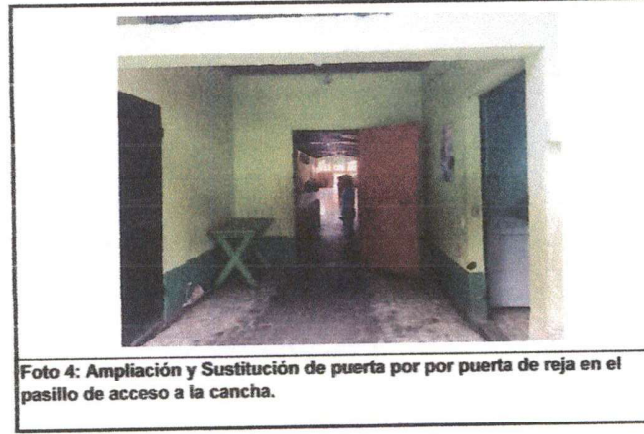 Foto 4: Ampliación y Sustitución de puerta por por puerta de reja en el
pasillo de acceso a la cancha.